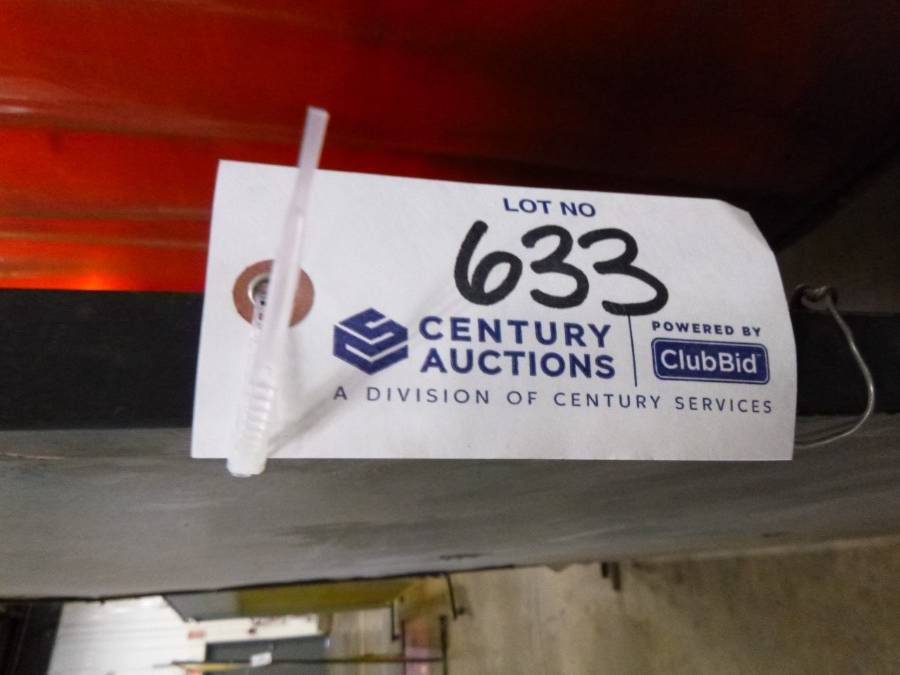 LOT NO
633
CENTURY
AUCTIONS
POWERED BY
ClubBid
A DIVISION OF CENTURY SERVICES